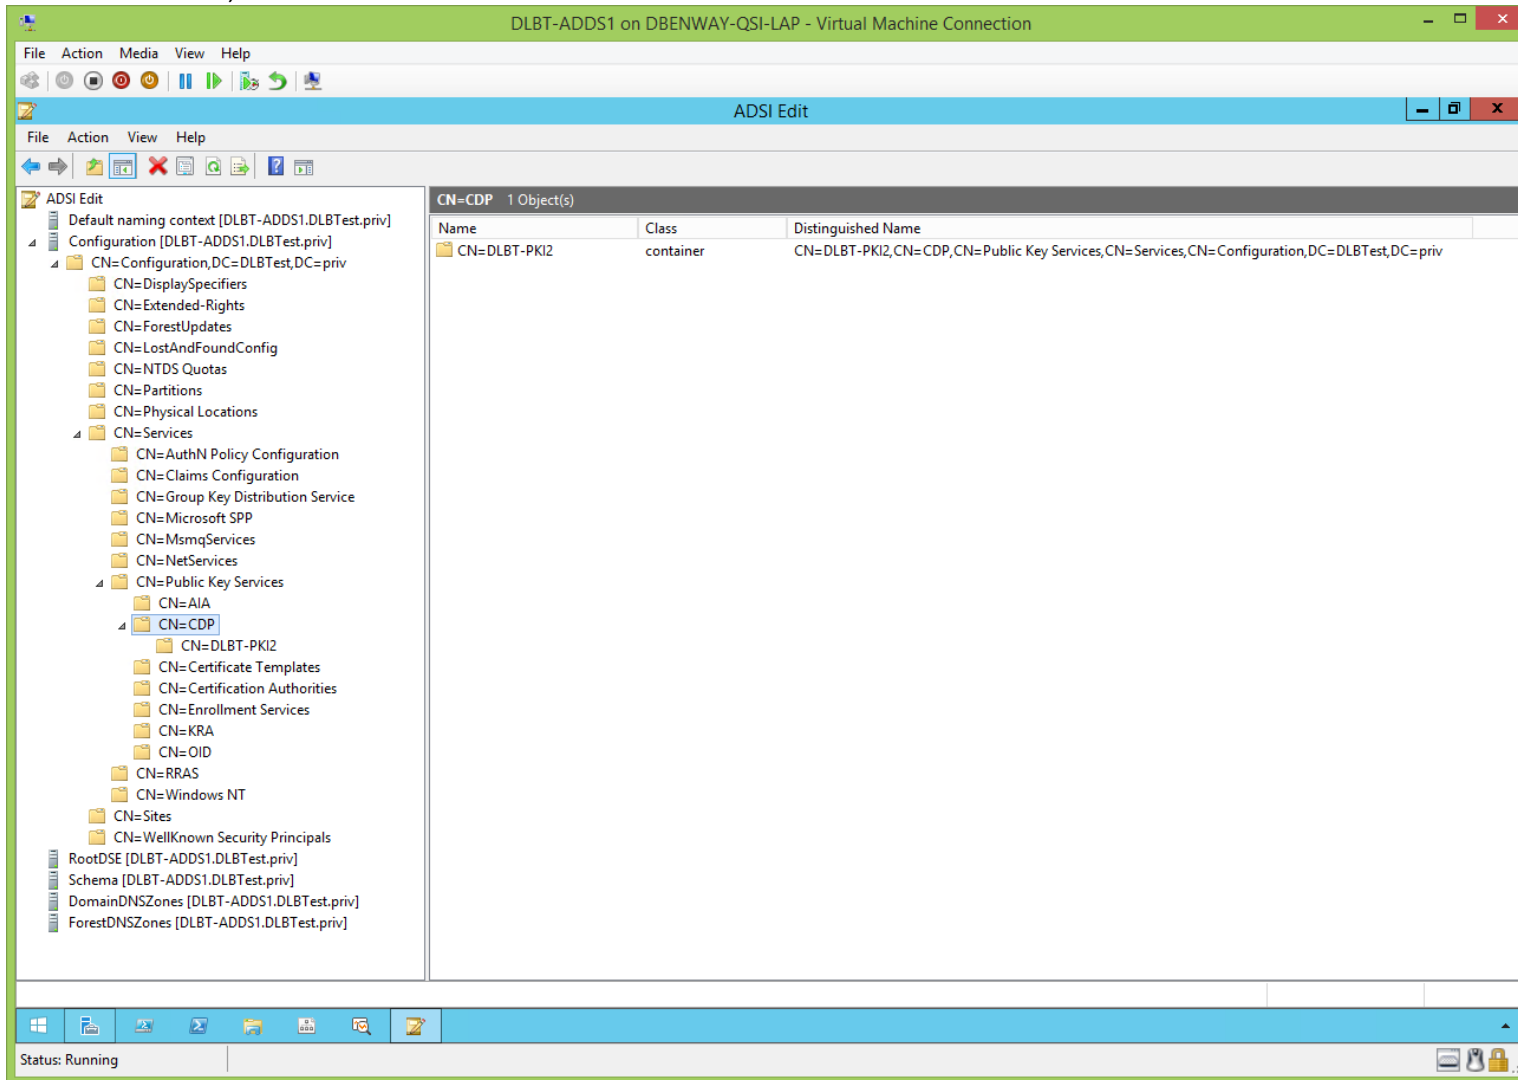 DLBT-ADDS1 on DBENWAY-QSI-LAP - Virtual Machine Connection
File Action Media View Help
ADSI Edit
File Action View Help
ADSI Edit
Default naming context [DLBT-ADDS1.DLBTest.priv]
Configuration [DLBT-ADDS1.DLBTest.priv]
CN=Configuration,DC=DLBTest,DC=priv
CN=DisplaySpecifiers
CN=Extended-Rights
CN=ForestUpdates
CN=LostAndFoundConfig
CN=NTDS Quotas
CN=Partitions
CN=Physical Locations
CN=Services
CN=AuthN Policy Configuration
CN=Claims Configuration
CN=Group Key Distribution Service
CN=Microsoft SPP
CN=MsmqServices
CN=NetServices
CN=Public Key Services
CN=AIA
CN=CDP
CN=DLBT-PKI2
CN=Certificate Templates
CN=Certification Authorities
CN=Enrollment Services
CN=KRA
CN=OID
CN=RRAS
CN=Windows NT
CN=Sites
CN=WellKnown Security Principals
RootDSE [DLBT-ADDS1.DLBTest.priv]
Schema [DLBT-ADDS1.DLBTest.priv]
DomainDNSZones [DLBT-ADDS1.DLBTest.priv]
ForestDNSZones [DLBT-ADDS1.DLBTest.priv]
CN=CDP 1 Object(s)
Name Class Distinguished Name
CN=DLBT-PKI2 container CN=DLBT-PKI2,CN=CDP,CN=Public Key Services,CN=Services,CN=Configuration,DC=DLBTest,DC=priv
Status: Running